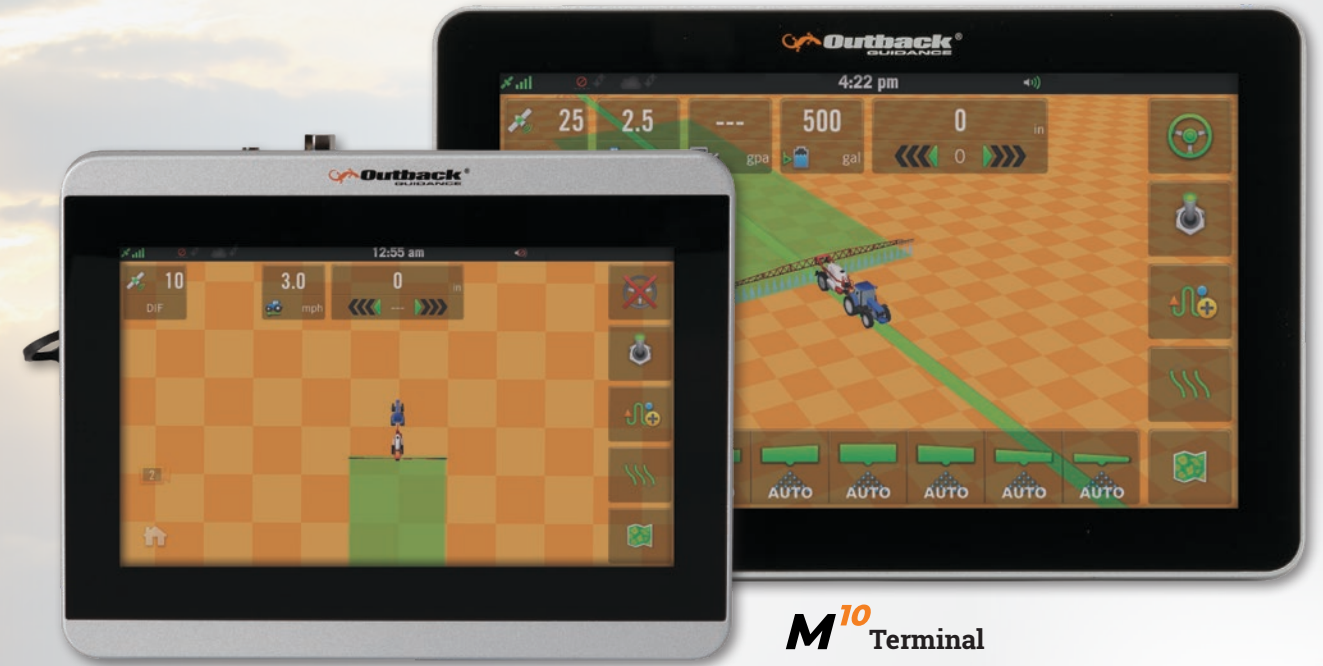 Outback®
GUIDANCE
4:22 pm
25
2.5
---
gpa
500
gal
0
in
0
AUTO
AUTO
AUTO
AUTO
AUTO
Outback®
GUIDANCE
12:55 am
10
DIF
3.0
mph
0
in
---
?
M10 Terminal